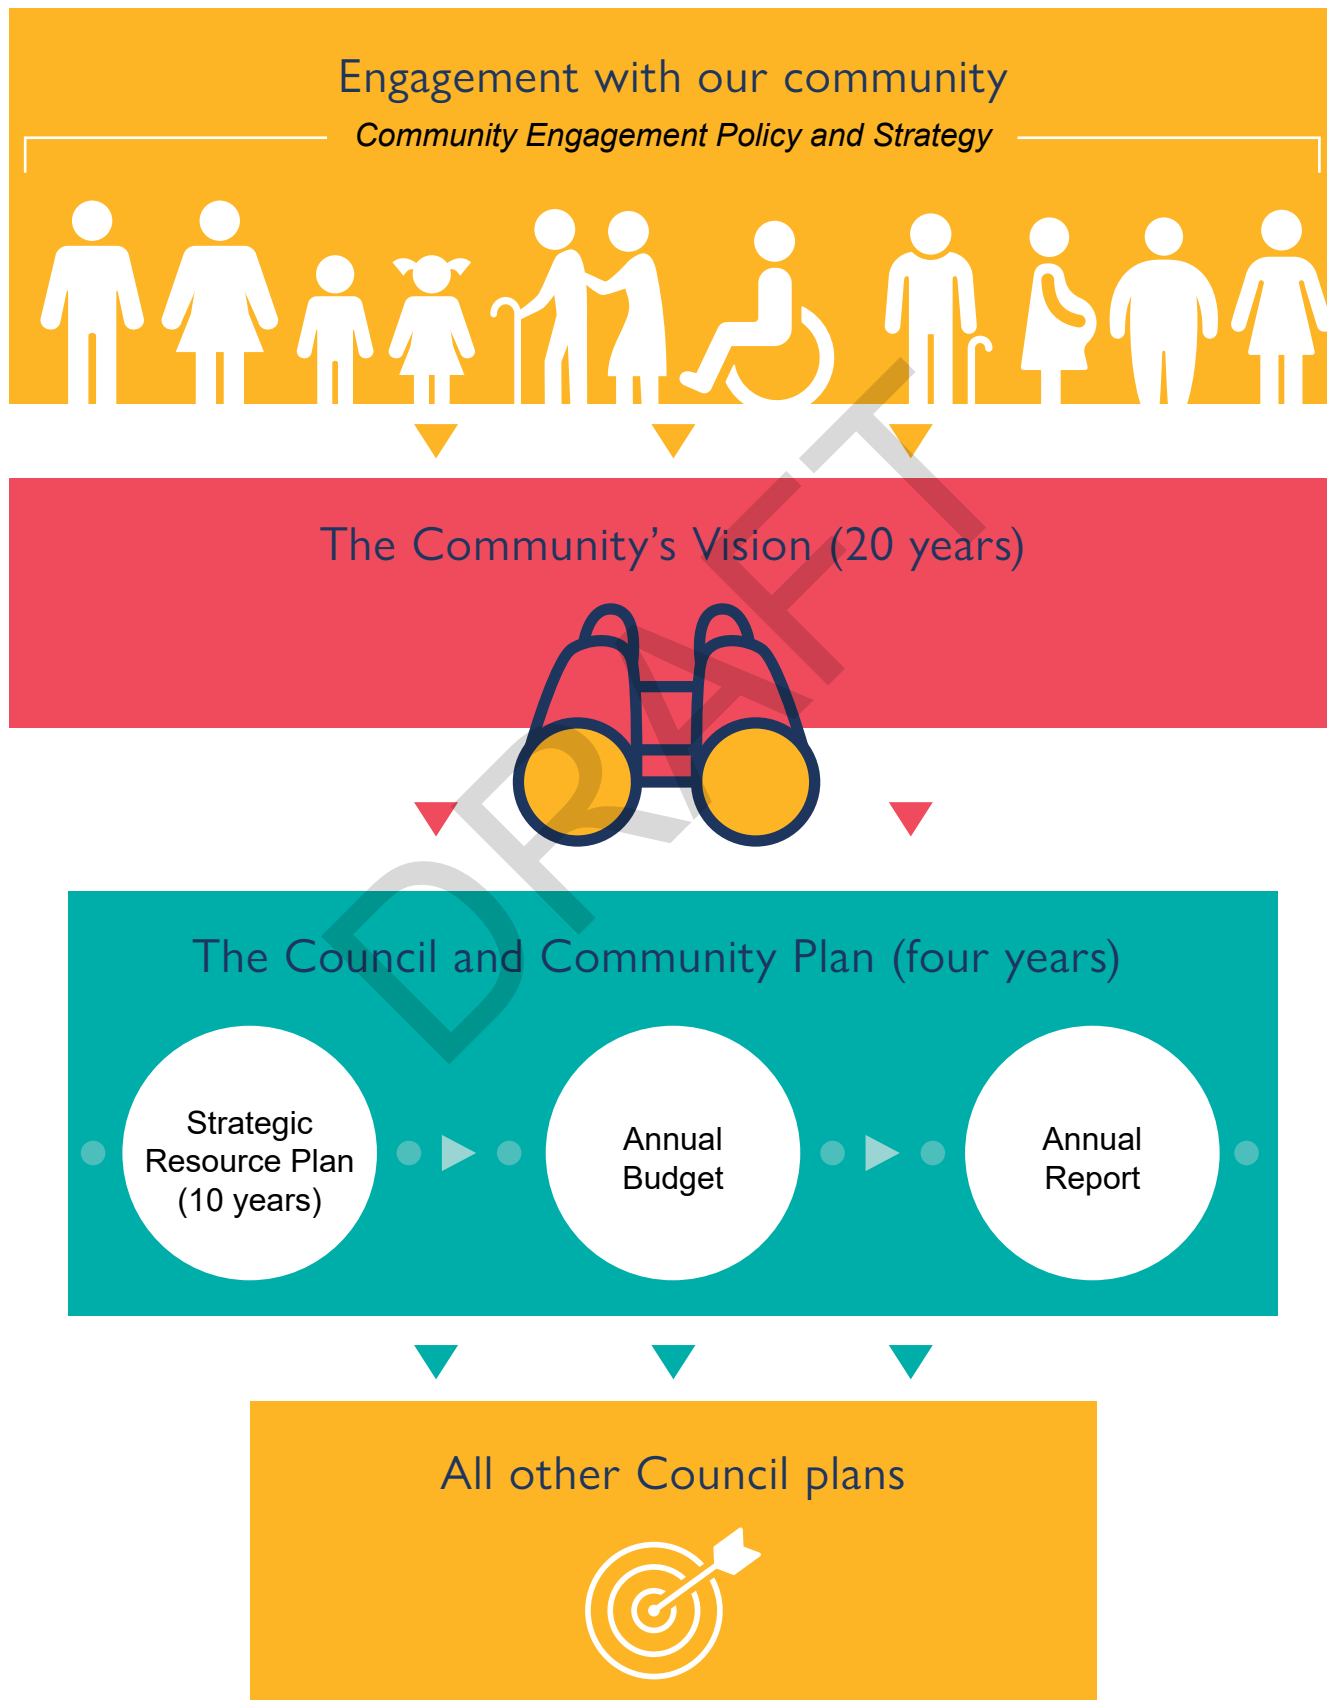 Engagement with our community
Community Engagement Policy and Strategy
The Community’s Vision (20 years)
DRAFT
The Council and Community Plan (four years)
Strategic
Resource Plan
(10 years)
Annual
Budget
Annual
Report
All other Council plans